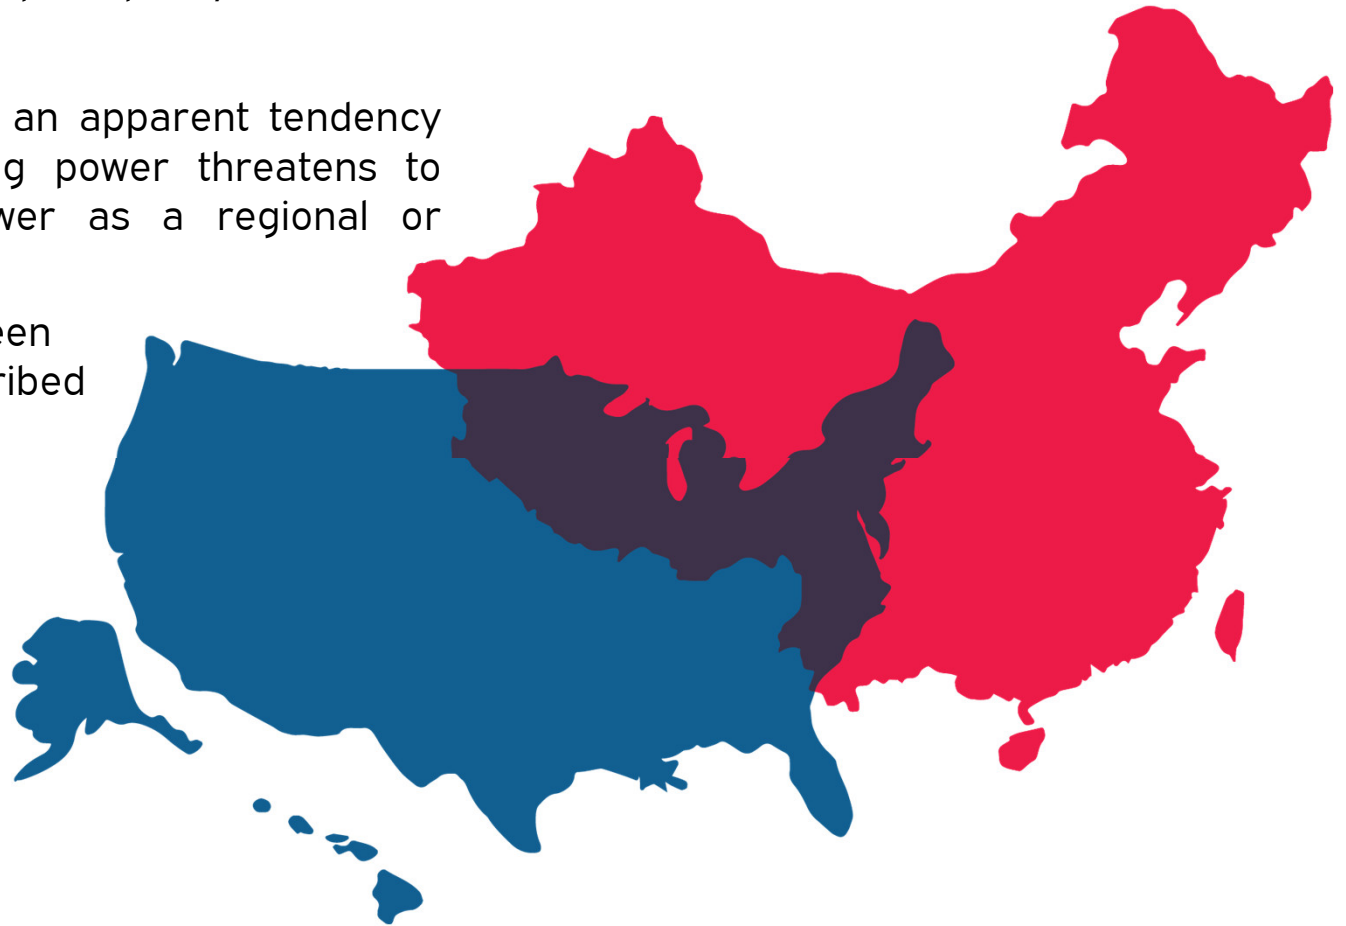 an apparent tendency
g power threatens to
wer as a regional or
een
ribed